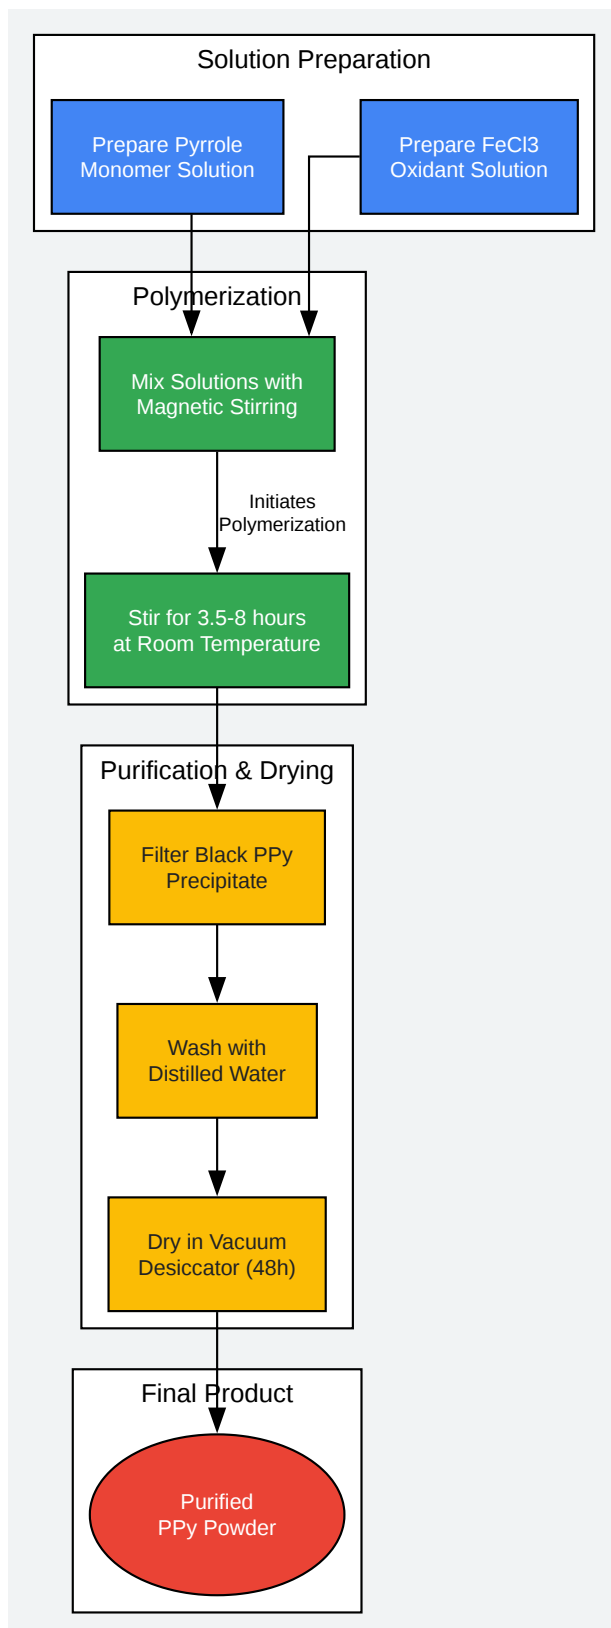 Solution Preparation
Prepare Pyrrole
Monomer Solution
Prepare FeCl3
Oxidant Solution
Polymerization
Mix Solutions with
Magnetic Stirring
Initiates
Polymerization
Stir for 3.5-8 hours
at Room Temperature
Purification & Drying
Filter Black PPy
Precipitate
Wash with
Distilled Water
Dry in Vacuum
Desiccator (48h)
Final Product
Purified
PPy Powder